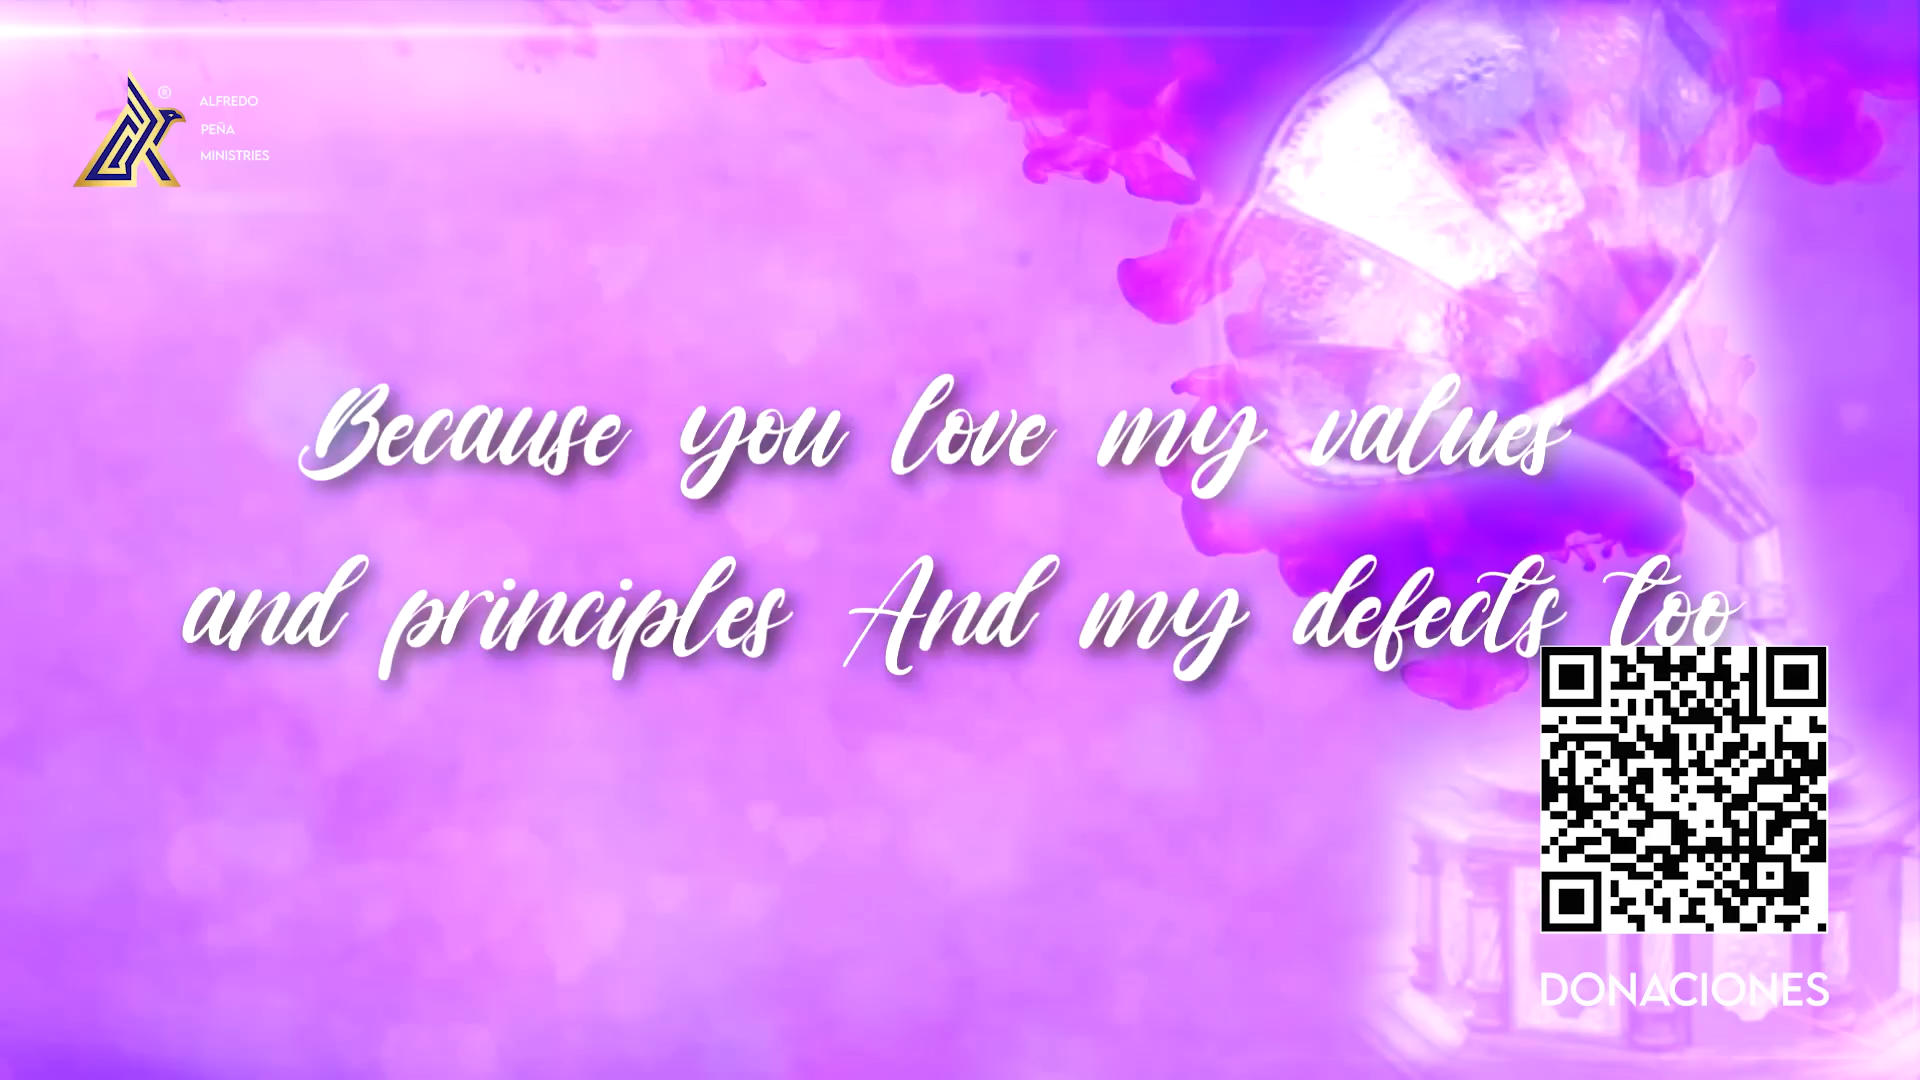 ®
ALFREDO
PEÑA
MINISTRIES
Because you love my values
and principles And my defects too
DONACIONES